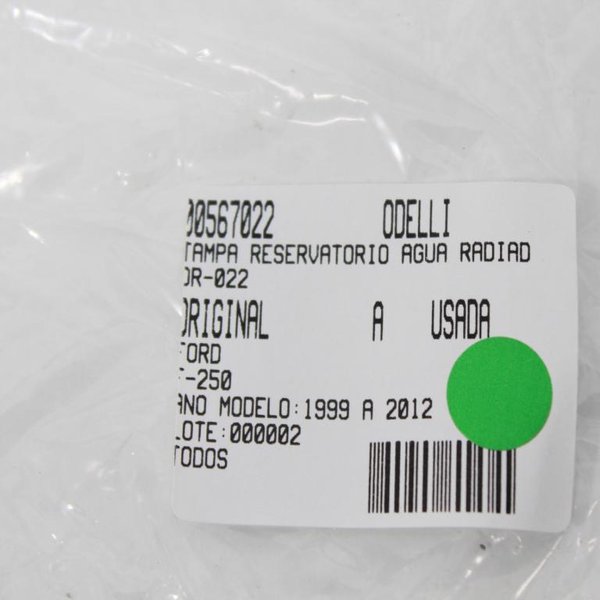 00567022 ODELLI
TAMPA RESERVATORIO AGUA RADIAD
OR-022
ORIGINAL A USADA
FORD
F-250
ANO MODELO:1999 A 2012
LOTE:000002
TODOS